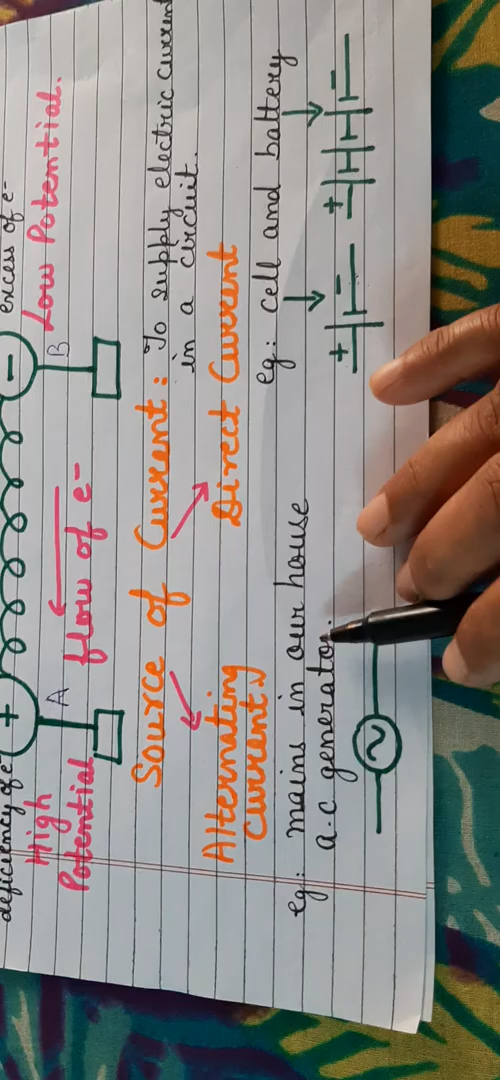 deficiency of e- excess of e-
+ -
High Potential A B Low Potential.
flow of e-
Source of Current: To supply electric current
in a circuit.
Alternating Direct Current
Current
eg: mains in our house eg: cell and battery
a.c generator.
+ - + -
~